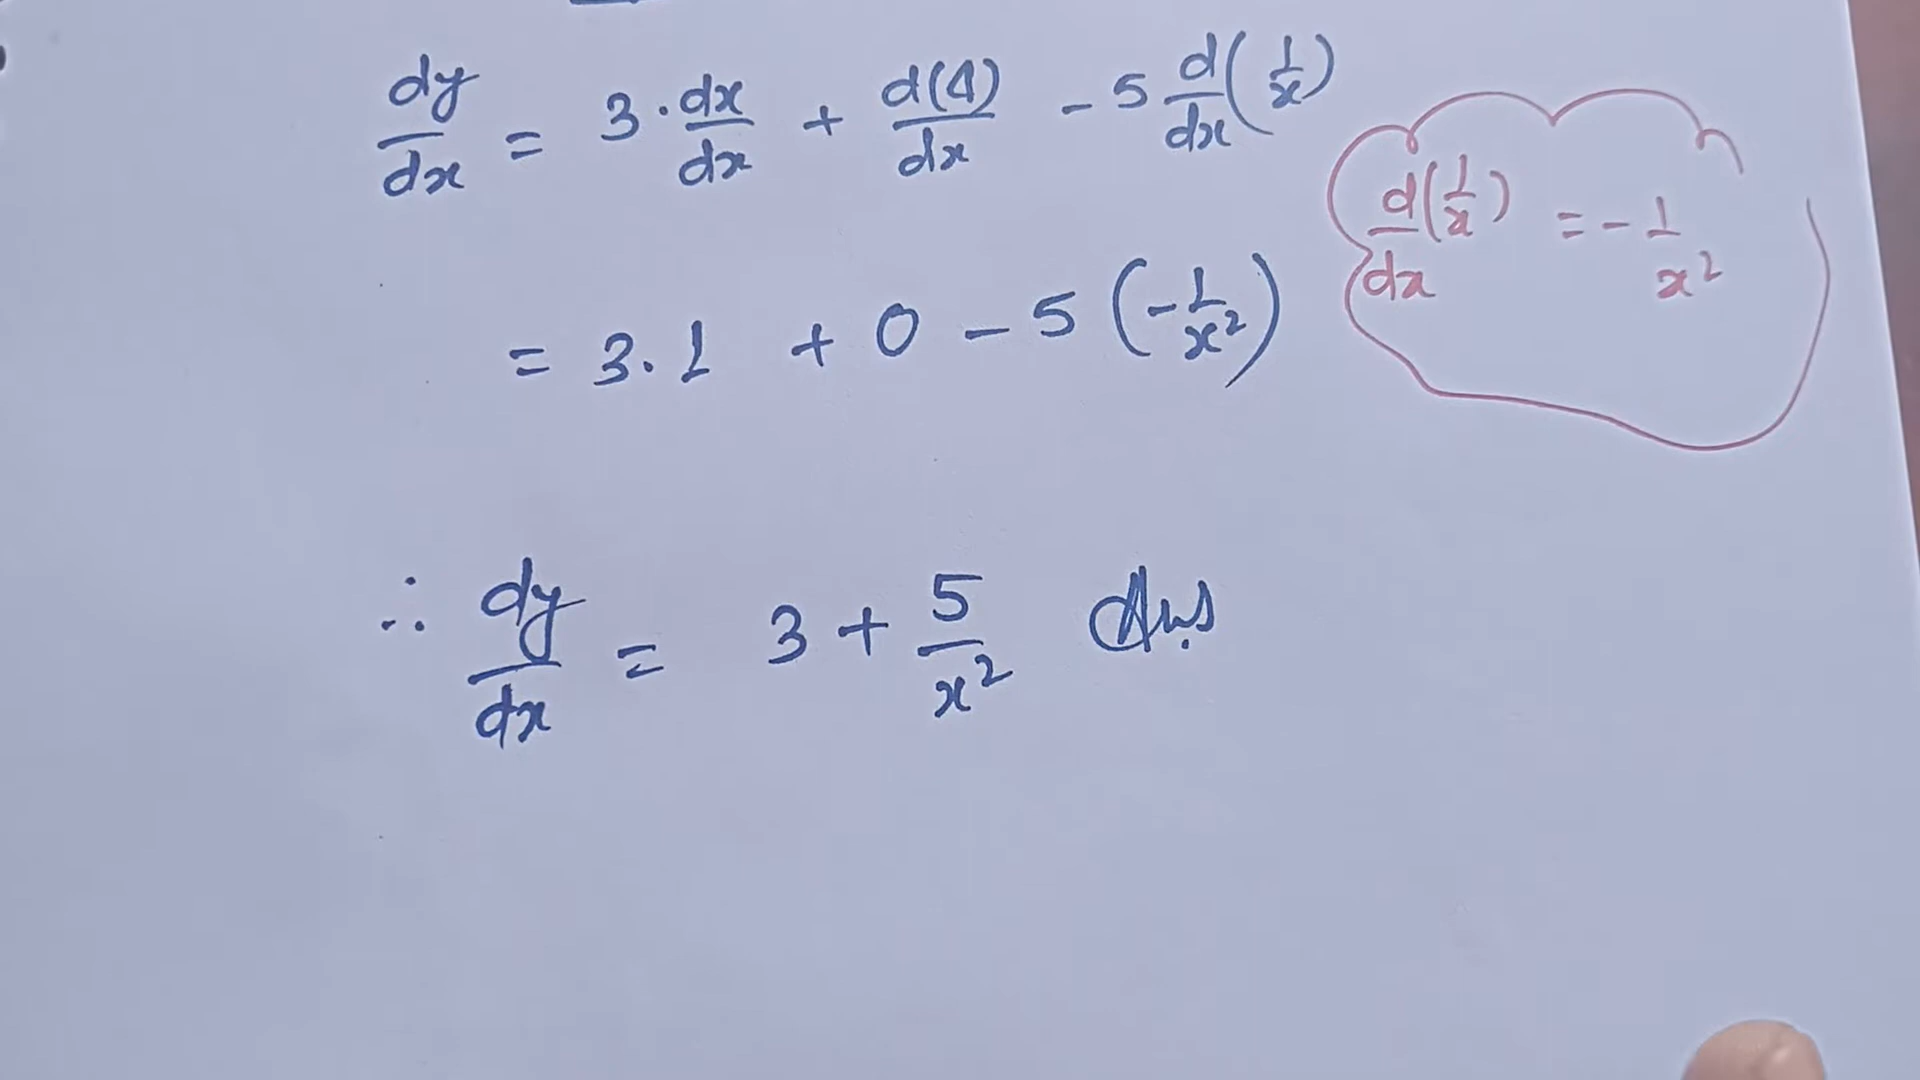 dy/dx = 3·dx/dx + d(4)/dx - 5 d/dx(1/x)
d/dx(1/x) = -1/x²
= 3.1 + 0 - 5(-1/x²)
∴ dy/dx = 3 + 5/x² Ans